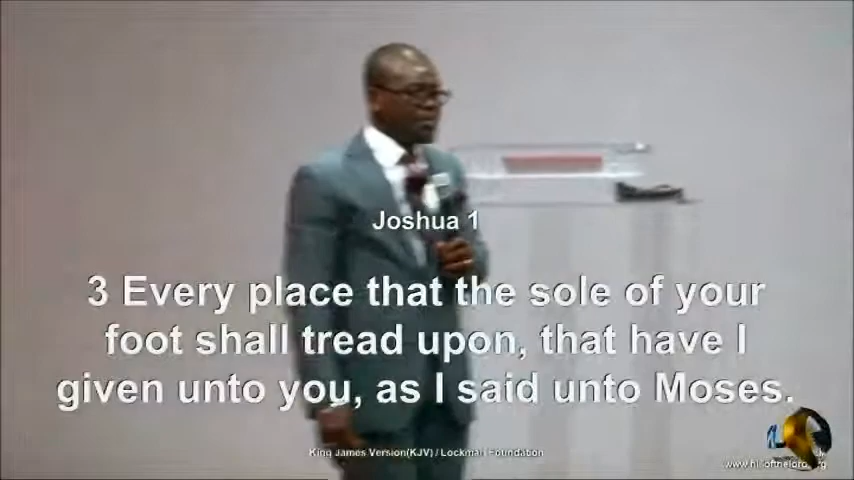 Joshua 1
3 Every place that the sole of your
foot shall tread upon, that have I
given unto you, as I said unto Moses.
King James Version(KJV) / Lockman Foundation